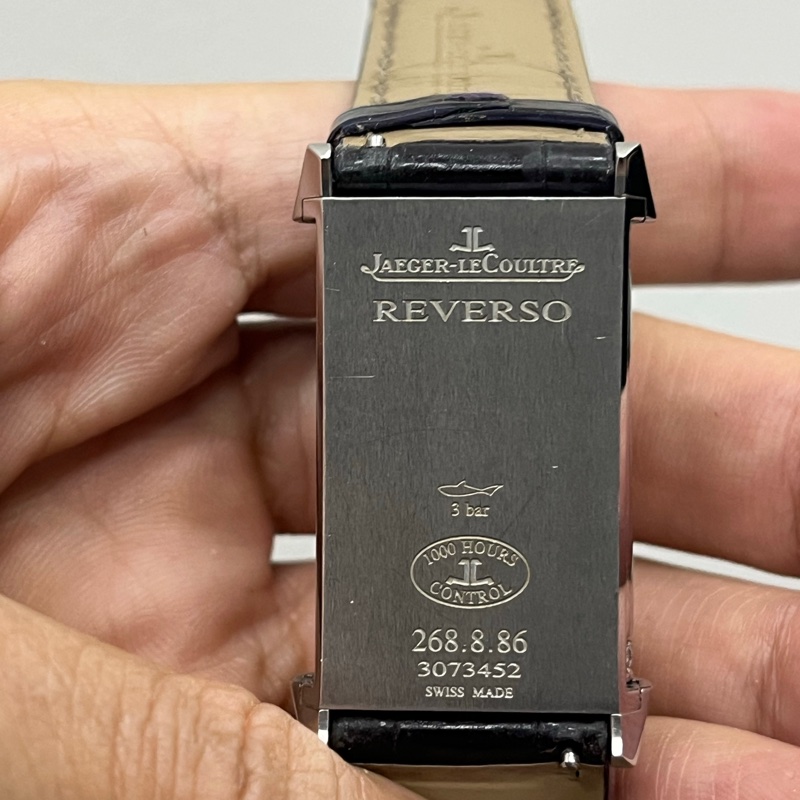 JAEGER-LECOULTRE
REVERSO
3 bar
1000 HOURS
CONTROL
268.8.86
3073452
SWISS MADE